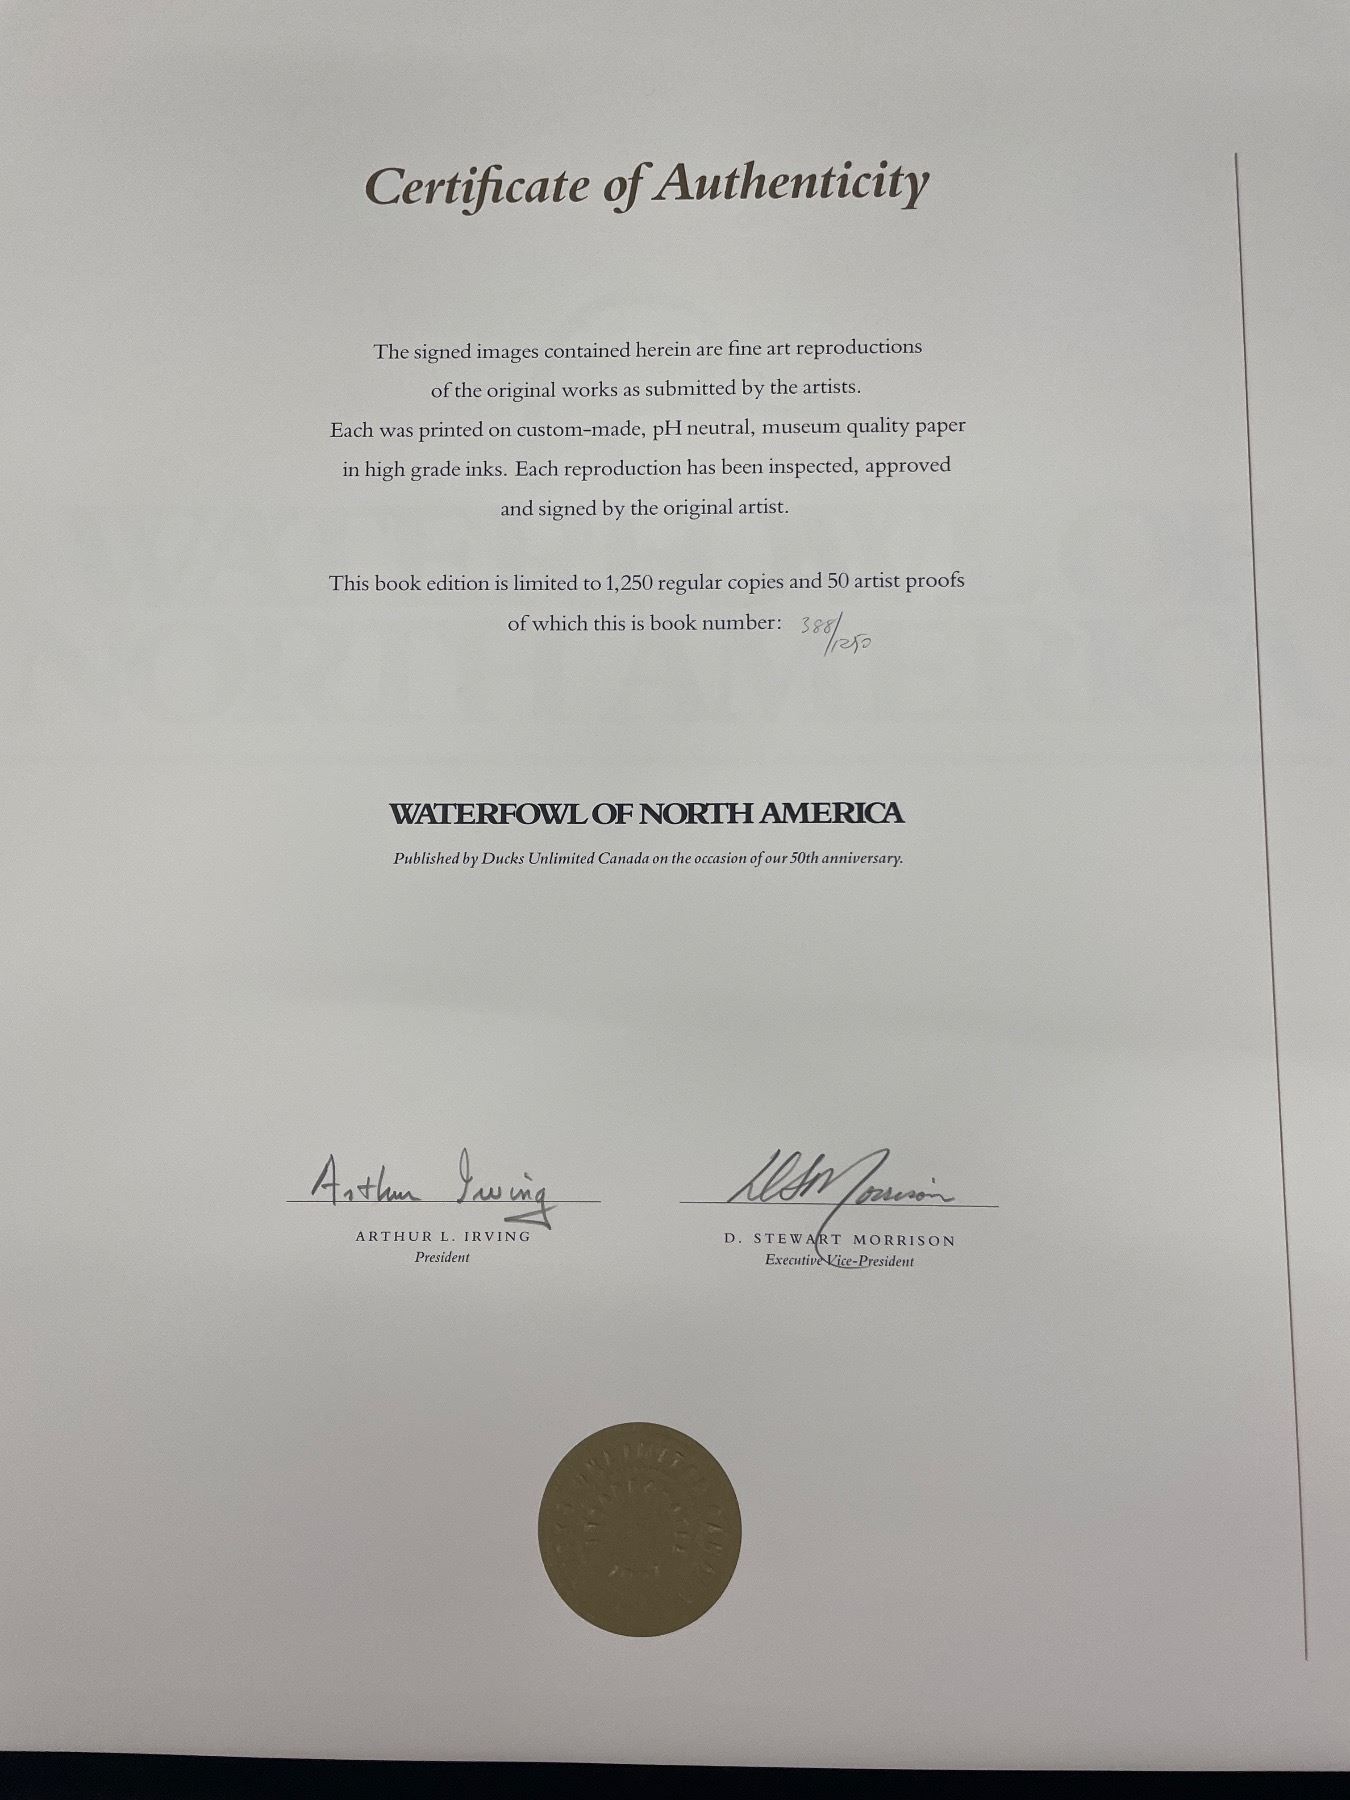 Certificate of Authenticity
The signed images contained herein are fine art reproductions
of the original works as submitted by the artists.
Each was printed on custom-made, pH neutral, museum quality paper
in high grade inks. Each reproduction has been inspected, approved
and signed by the original artist.
This book edition is limited to 1,250 regular copies and 50 artist proofs
of which this is book number: 388/1250
WATERFOWL OF NORTH AMERICA
Published by Ducks Unlimited Canada on the occasion of our 50th anniversary.
Arthur Irving
DSMorrison
ARTHUR L. IRVING
D. STEWART MORRISON
President
Executive Vice-President